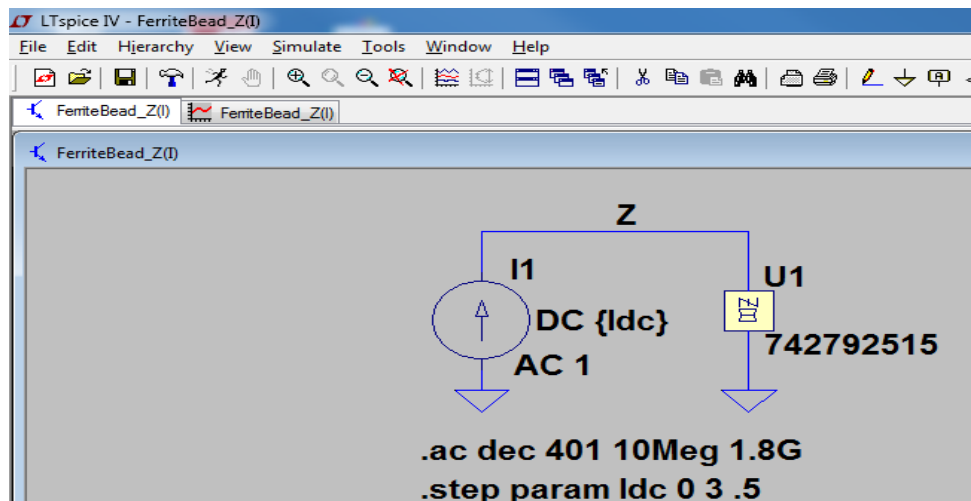 LTspice IV - FerriteBead_Z(I)
File Edit Hierarchy View Simulate Tools Window Help
FerriteBead_Z(I) FerriteBead_Z(I)
FerriteBead_Z(I)
Z
I1
U1
DC {Idc}
742792515
AC 1
.ac dec 401 10Meg 1.8G
.step param Idc 0 3 .5